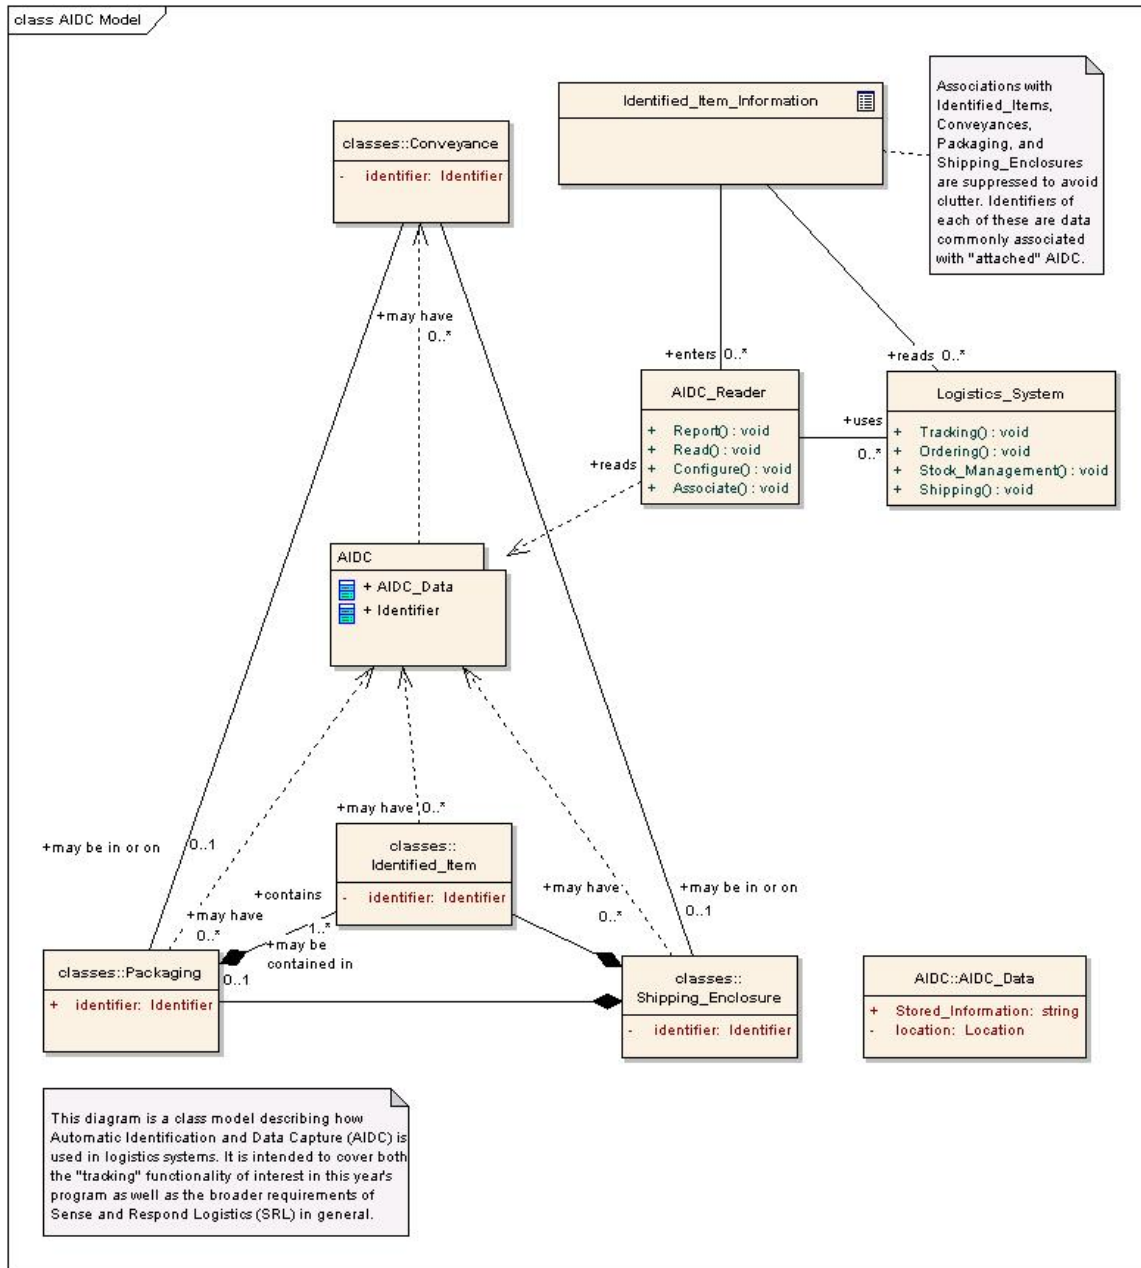 class AIDC Model
Identified_Item_Information
Associations with
Identified_Items,
Conveyances,
Packaging, and
Shipping_Enclosures
are suppressed to avoid
clutter. Identifiers of
each of these are data
commonly associated
with "attached" AIDC.
classes::Conveyance
- identifier: Identifier
+may have
0..*
+enters 0..*
+reads 0..*
AIDC_Reader
+ Report() : void
+ Read() : void
+ Configure() : void
+ Associate() : void
+uses
0..*
Logistics_System
+ Tracking() : void
+ Ordering() : void
+ Stock_Management() : void
+ Shipping() : void
+reads
AIDC
+ AIDC_Data
+ Identifier
+may have 0..*
+may be in or on
0..1
classes::
Identified_Item
- identifier: Identifier
+contains
1..*
+may have
0..*
+may be
contained in
0..1
+may have
0..*
+may be in or on
0..1
classes::Packaging
+ identifier: Identifier
classes::
Shipping_Enclosure
- identifier: Identifier
AIDC::AIDC_Data
+ Stored_Information: string
- location: Location
This diagram is a class model describing how
Automatic Identification and Data Capture (AIDC) is
used in logistics systems. It is intended to cover both
the "tracking" functionality of interest in this year's
program as well as the broader requirements of
Sense and Respond Logistics (SRL) in general.